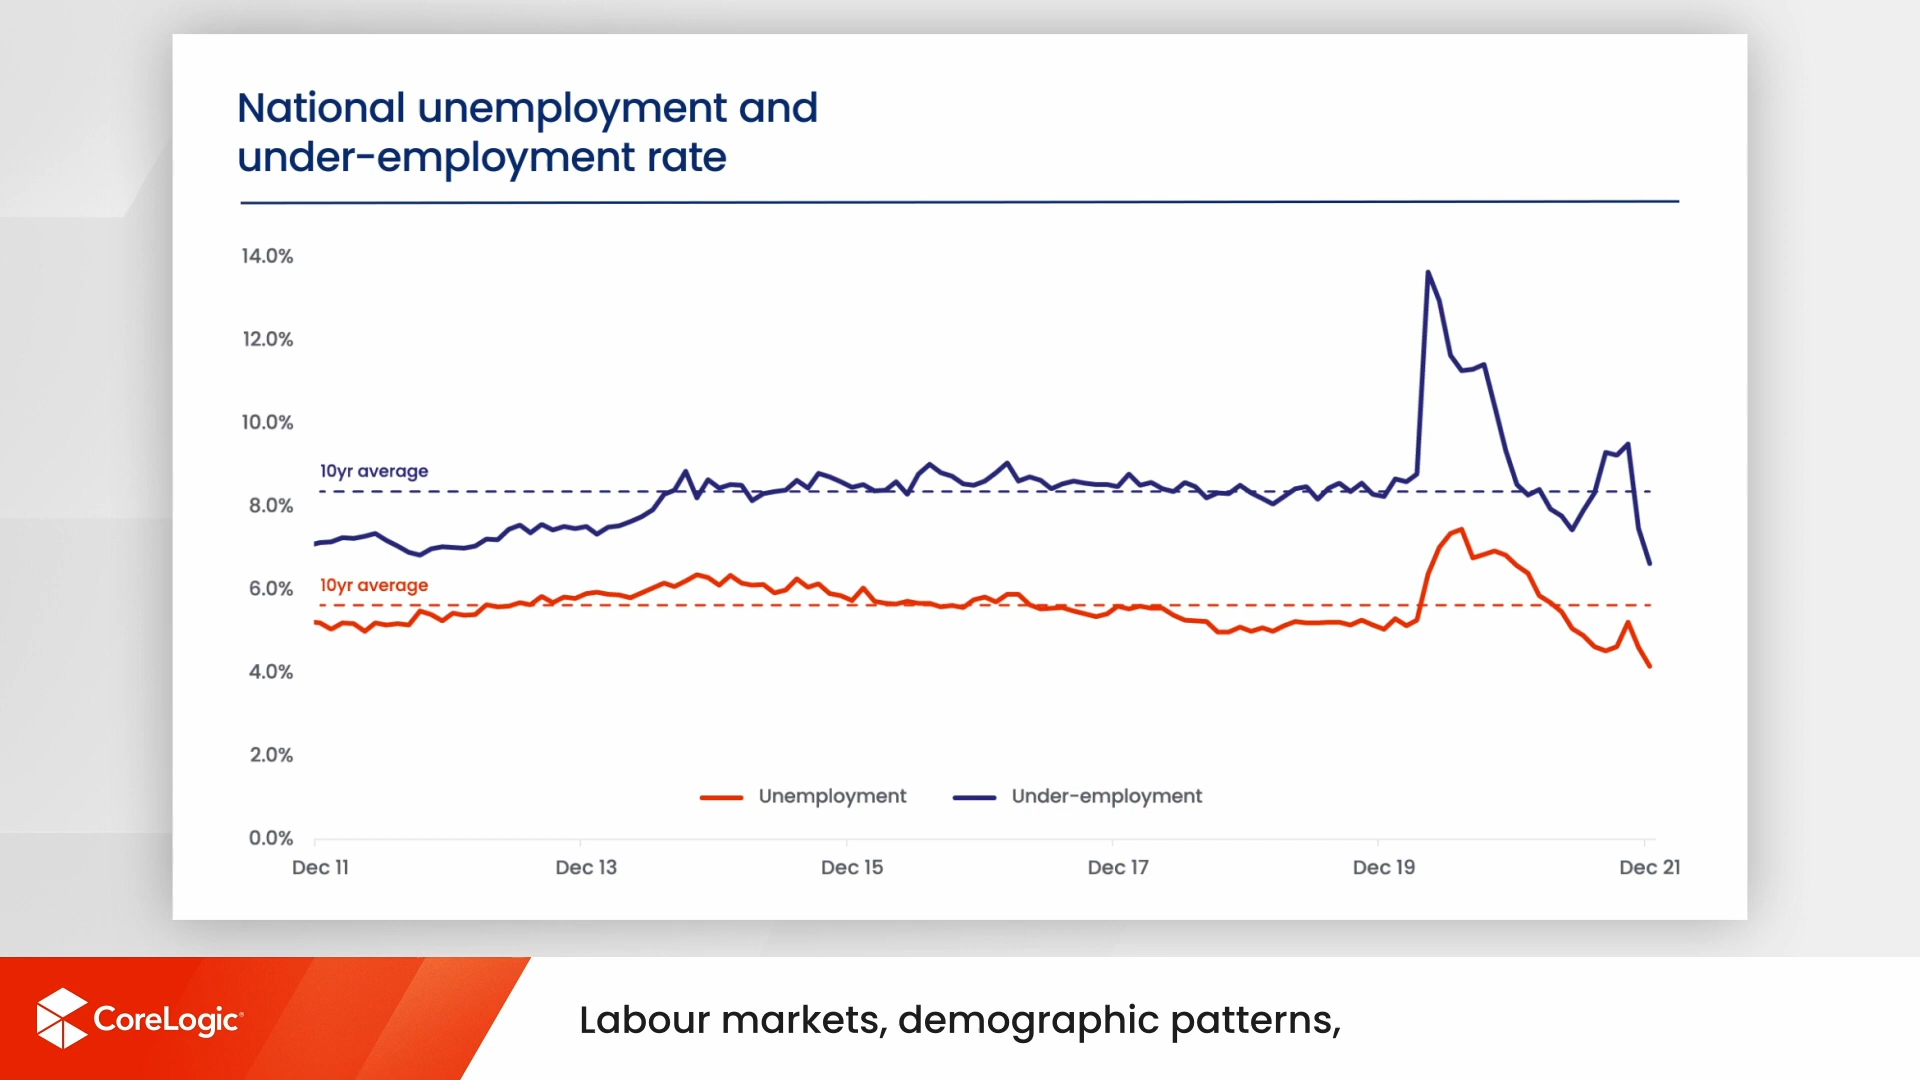 National unemployment and
under-employment rate
14.0%
12.0%
10.0%
10yr average
8.0%
10yr average
6.0%
4.0%
2.0%
Unemployment
Under-employment
0.0%
Dec 11
Dec 13
Dec 15
Dec 17
Dec 19
Dec 21
CoreLogic
Labour markets, demographic patterns,